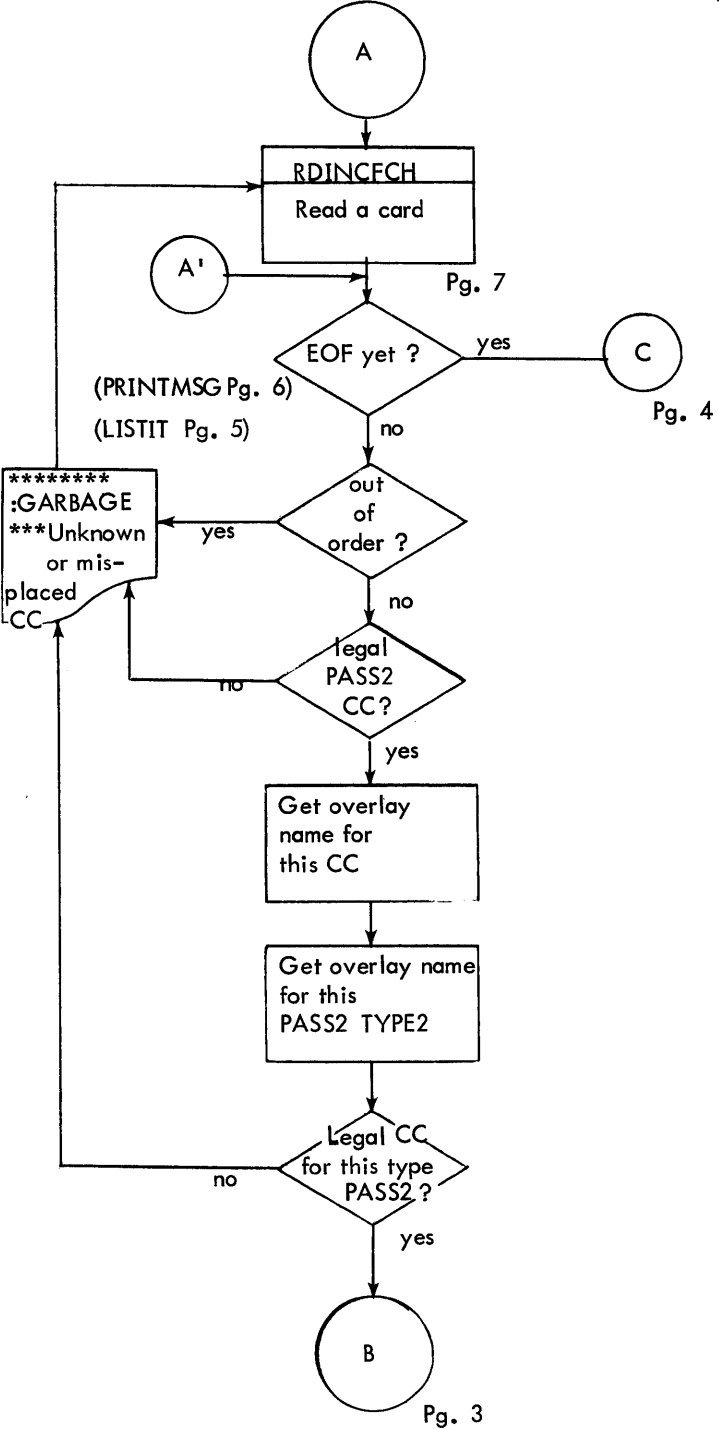 A
RDINCFCH
Read a card
A'
Pg. 7
EOF yet ?
yes
C
Pg. 4
(PRINTMSG Pg. 6)
(LISTIT Pg. 5)
no
********
:GARBAGE
***Unknown
or mis-
placed
CC
yes
out
of
order ?
no
legal
PASS2
CC?
no
yes
Get overlay
name for
this CC
Get overlay name
for this
PASS2 TYPE2
Legal CC
for this type
PASS2 ?
no
yes
B
Pg. 3